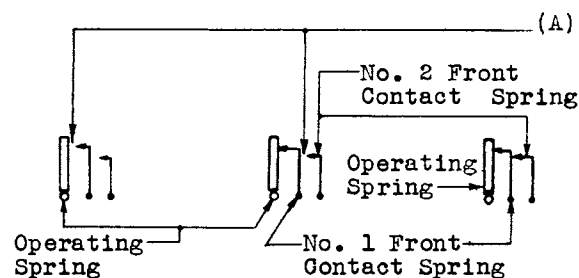 (A)
No. 2 Front
Contact Spring
Operating
Spring
Operating
Spring
No. 1 Front
Contact Spring